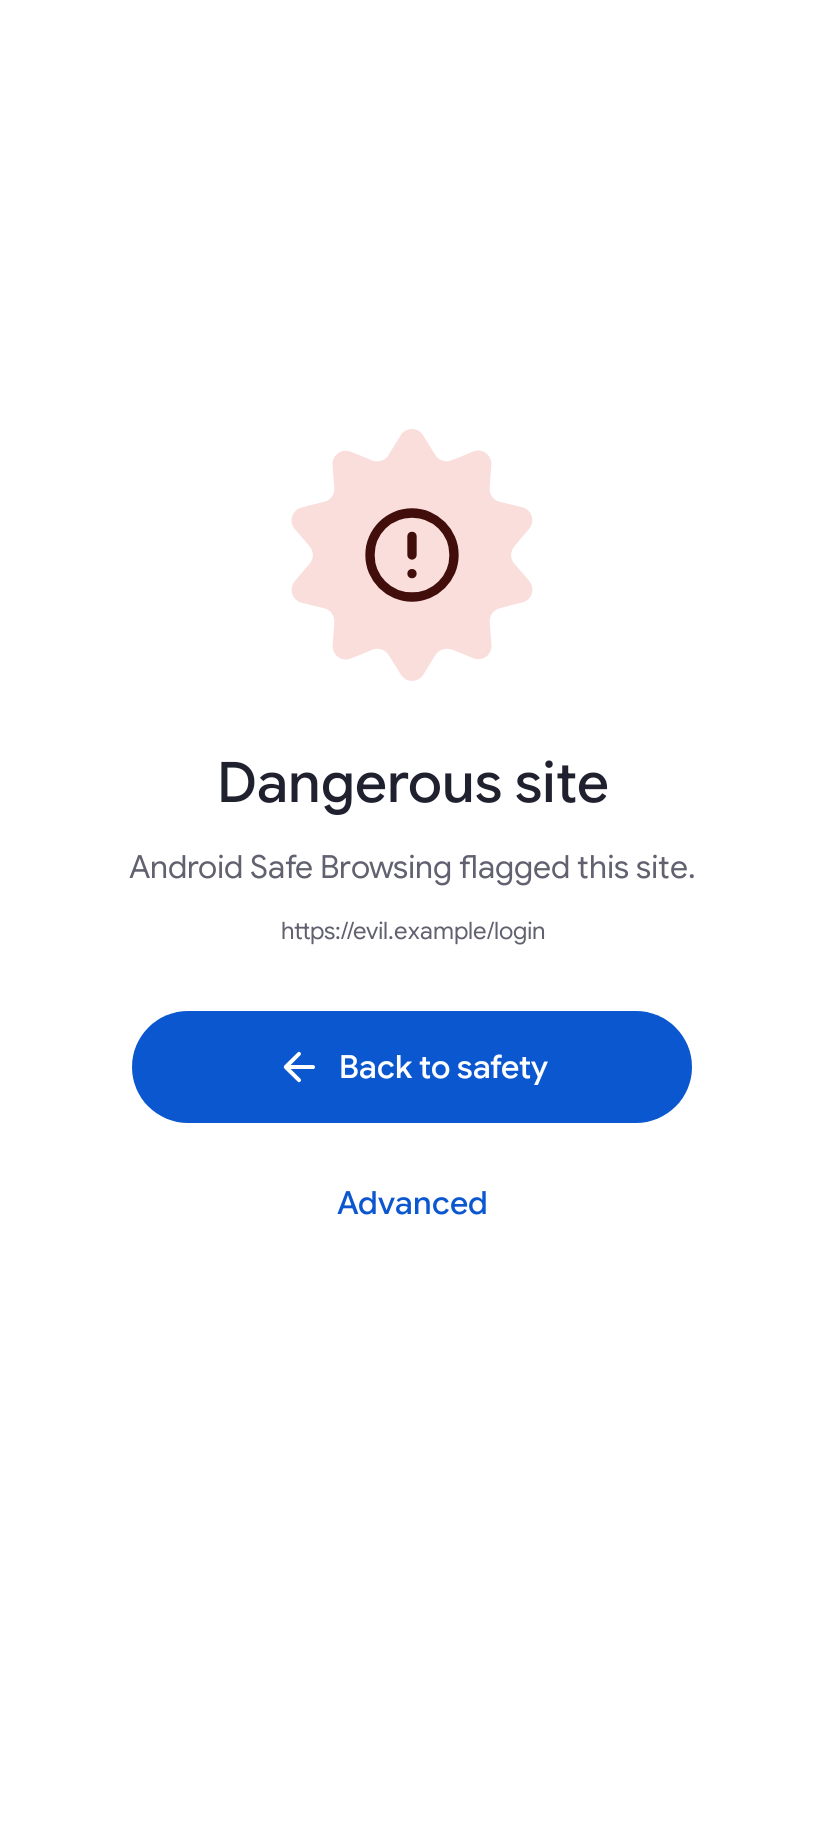 Dangerous site
Android Safe Browsing flagged this site.
https://evil.example/login
Back to safety
Advanced